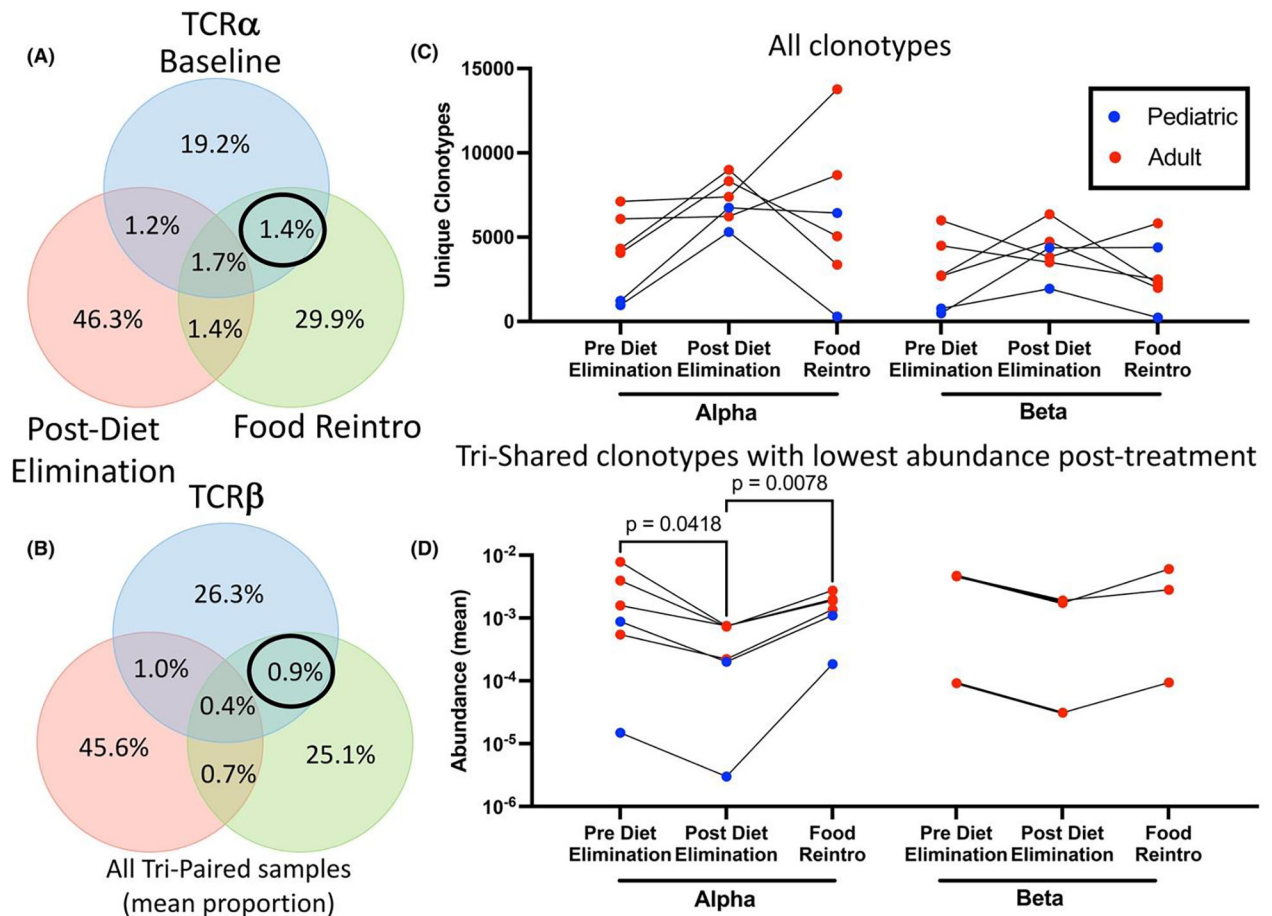 (A)
TCRα
Baseline
19.2%
1.2%
1.4%
1.7%
46.3%
1.4%
29.9%
Post-Diet
Elimination
Food Reintro
(B)
TCRβ
26.3%
1.0%
0.9%
0.4%
45.6%
0.7%
25.1%
All Tri-Paired samples
(mean proportion)
(C)
All clonotypes
Unique Clonotypes
15000
10000
5000
0
Pediatric
Adult
Pre Diet
Elimination
Post Diet
Elimination
Food
Reintro
Alpha
Pre Diet
Elimination
Post Diet
Elimination
Food
Reintro
Beta
Tri-Shared clonotypes with lowest abundance post-treatment
(D)
p = 0.0418
p = 0.0078
Abundance (mean)
10-2
10-3
10-4
10-5
10-6
Pre Diet
Elimination
Post Diet
Elimination
Food
Reintro
Alpha
Pre Diet
Elimination
Post Diet
Elimination
Food
Reintro
Beta